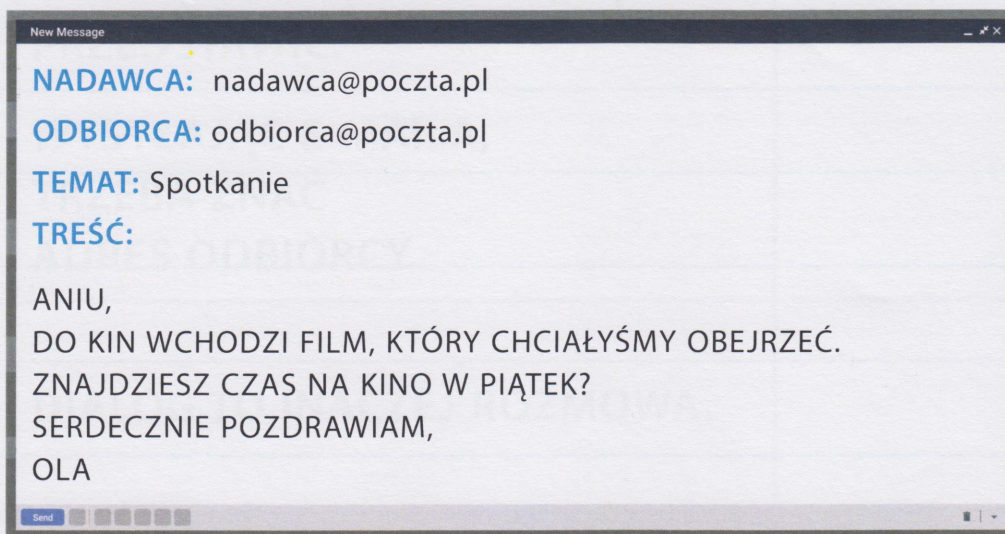 New Message
NADAWCA: nadawca@poczta.pl
ODBIORCA: odbiorca@poczta.pl
TEMAT: Spotkanie
TREŚĆ:
ANIU,
DO KIN WCHODZI FILM, KTÓRY CHCIAŁYŚMY OBEJRZEĆ.
ZNAJDZIESZ CZAS NA KINO W PIĄTEK?
SERDECZNIE POZDRAWIAM,
OLA
Send